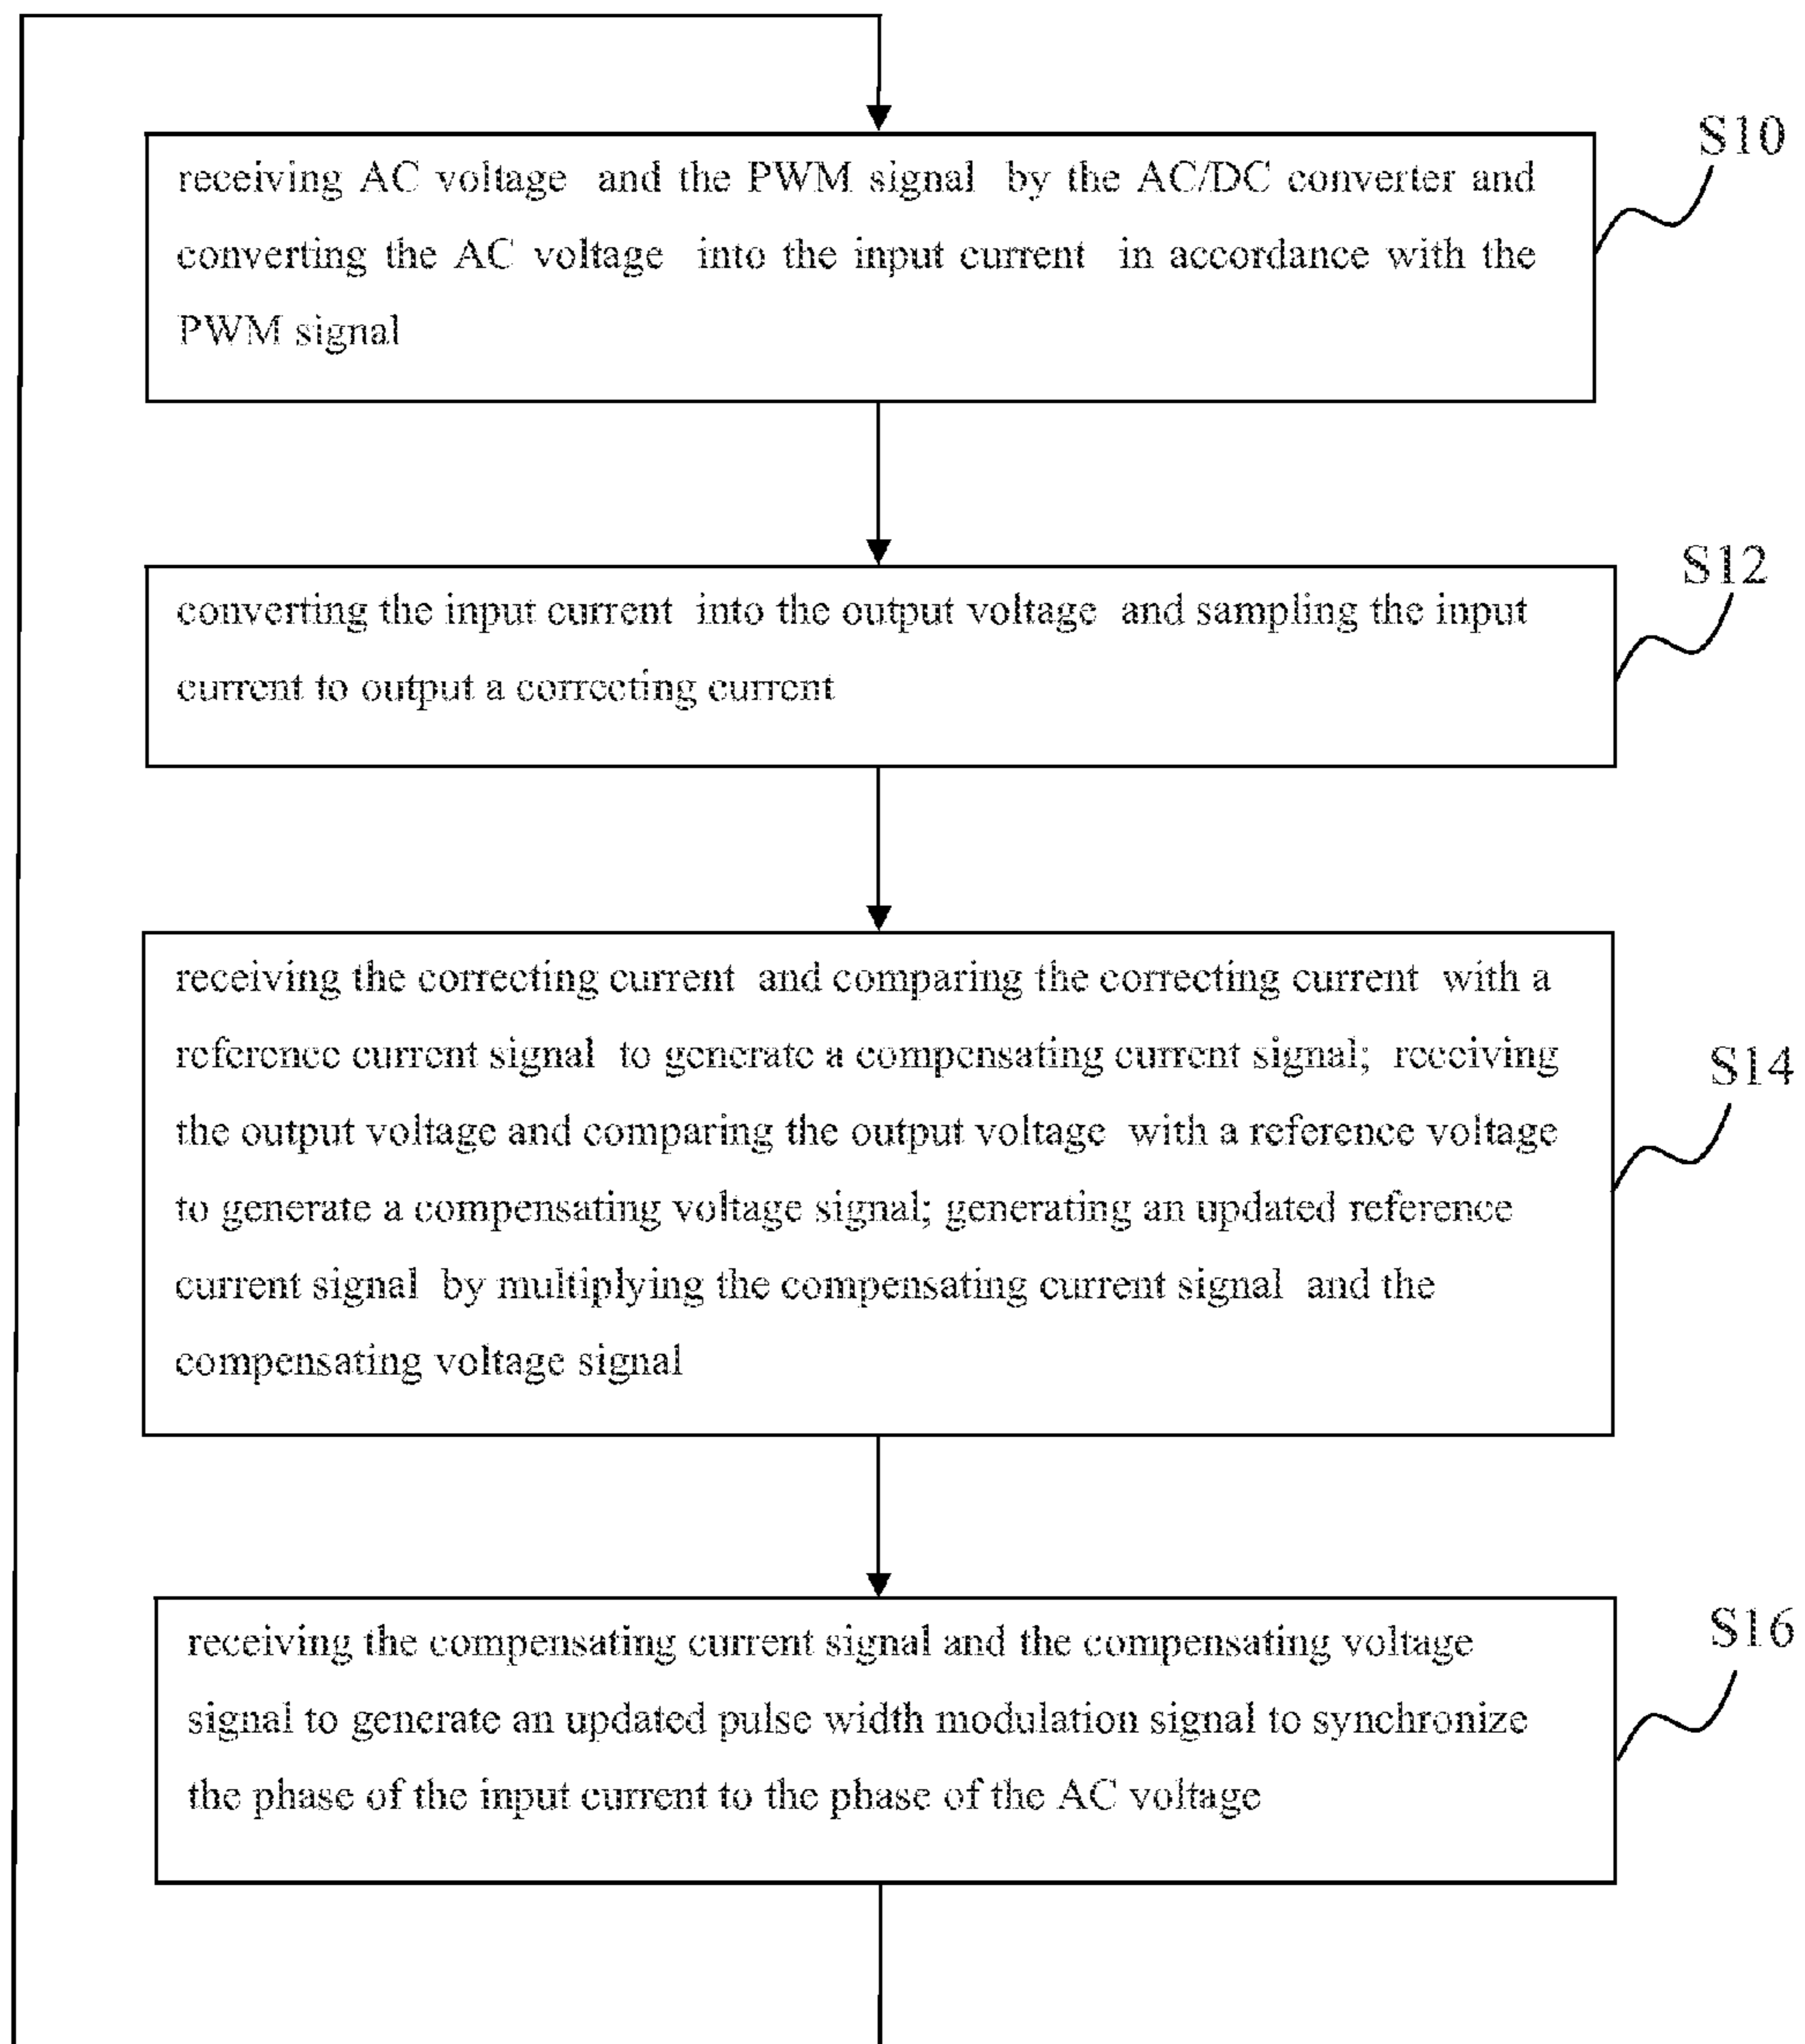 S10
receiving AC voltage and the PWM signal by the AC/DC converter and
converting the AC voltage into the input current in accordance with the
PWM signal
S12
converting the input current into the output voltage and sampling the input
current to output a correcting current
receiving the correcting current and comparing the correcting current with a
reference current signal to generate a compensating current signal; receiving
S14
the output voltage and comparing the output voltage with a reference voltage
to generate a compensating voltage signal; generating an updated reference
current signal by multiplying the compensating current signal and the
compensating voltage signal
S16
receiving the compensating current signal and the compensating voltage
signal to generate an updated pulse width modulation signal to synchronize
the phase of the input current to the phase of the AC voltage